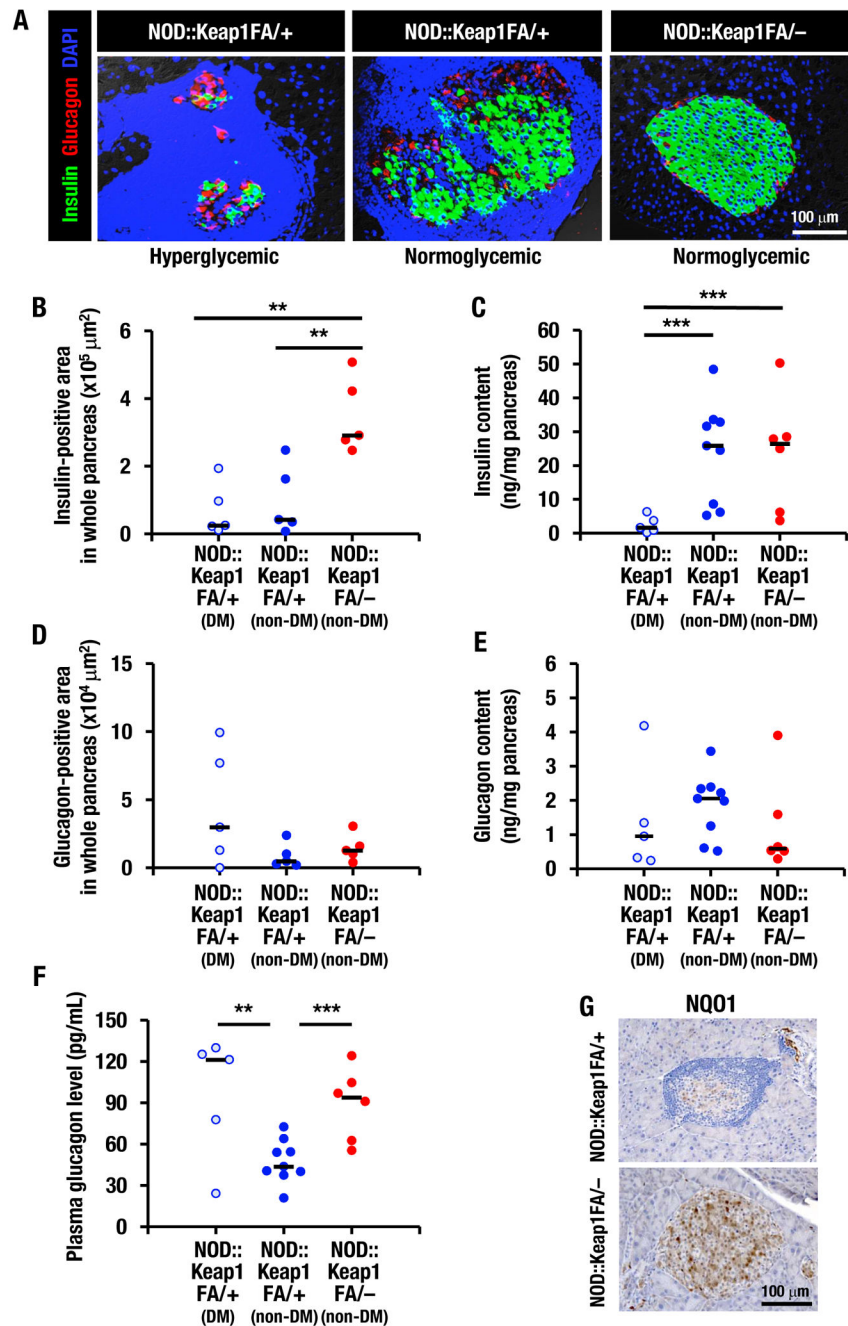 A
Insulin Glucagon DAPI
NOD::Keap1FA/+
NOD::Keap1FA/+
NOD::Keap1FA/−
100 μm
Hyperglycemic
Normoglycemic
Normoglycemic
B
Insulin-positive area
in whole pancreas (x10⁵ μm²)
6
4
2
0
**
**
NOD::
Keap1
FA/+
(DM)
NOD::
Keap1
FA/+
(non-DM)
NOD::
Keap1
FA/−
(non-DM)
C
Insulin content
(ng/mg pancreas)
60
50
40
30
20
10
0
***
***
NOD::
Keap1
FA/+
(DM)
NOD::
Keap1
FA/+
(non-DM)
NOD::
Keap1
FA/−
(non-DM)
D
Glucagon-positive area
in whole pancreas (x10⁴ μm²)
15
10
5
0
NOD::
Keap1
FA/+
(DM)
NOD::
Keap1
FA/+
(non-DM)
NOD::
Keap1
FA/−
(non-DM)
E
Glucagon content
(ng/mg pancreas)
6
5
4
3
2
1
0
NOD::
Keap1
FA/+
(DM)
NOD::
Keap1
FA/+
(non-DM)
NOD::
Keap1
FA/−
(non-DM)
F
Plasma glucagon level (pg/mL)
150
120
90
60
30
0
**
***
NOD::
Keap1
FA/+
(DM)
NOD::
Keap1
FA/+
(non-DM)
NOD::
Keap1
FA/−
(non-DM)
G
NQO1
NOD::Keap1FA/+
NOD::Keap1FA/−
100 μm